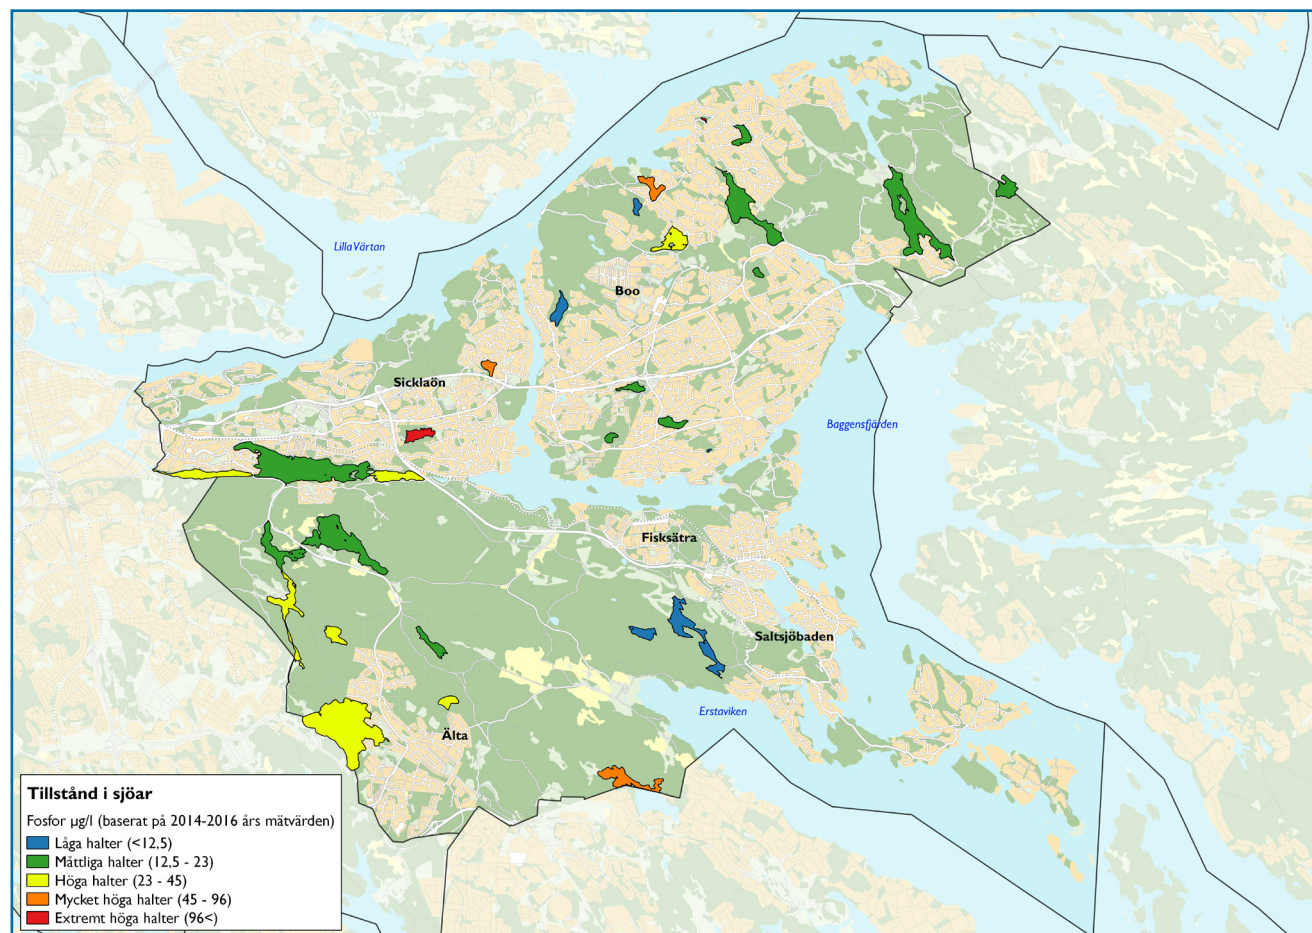 Lilla Värtan
Boo
Sicklaön
Baggensfjärden
Fisksätra
Saltsjöbaden
Erstaviken
Älta
Tillstånd i sjöar
Fosfor µg/l (baserat på 2014-2016 års mätvärden)
Låga halter (<12,5)
Måttliga halter (12,5 - 23)
Höga halter (23 - 45)
Mycket höga halter (45 - 96)
Extremt höga halter (96<)